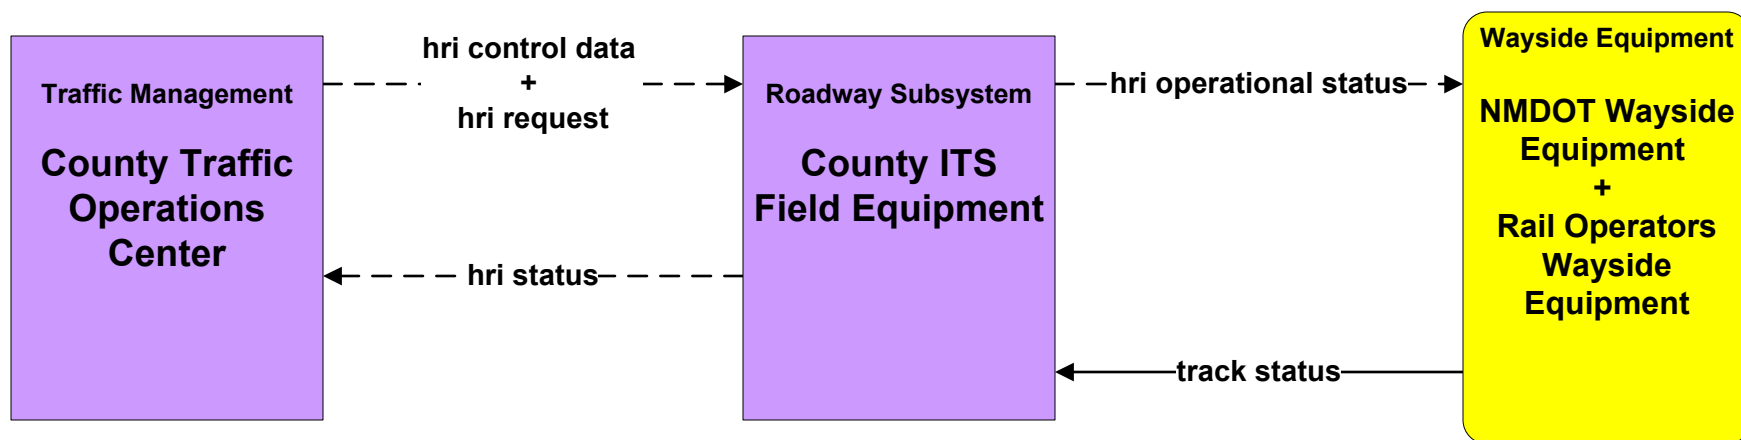 Traffic Management
County Traffic
Operations
Center
hri control data
+
hri request
hri status
Roadway Subsystem
County ITS
Field Equipment
hri operational status
track status
Wayside Equipment
NMDOT Wayside
Equipment
+
Rail Operators
Wayside
Equipment